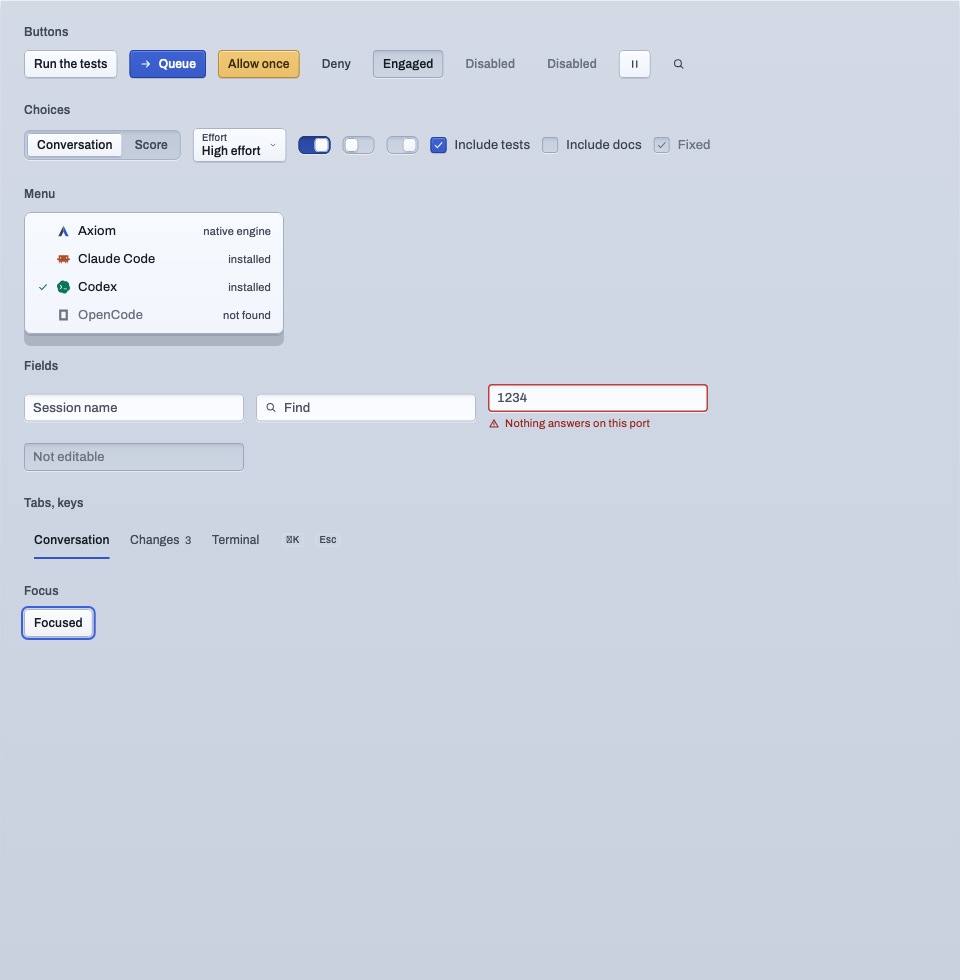 Buttons
Run the tests Queue Allow once Deny Engaged Disabled Disabled
Choices
Conversation Score Effort High effort Include tests Include docs Fixed
Menu
Axiom native engine
Claude Code installed
Codex installed
OpenCode not found
Fields
Session name Find 1234
Nothing answers on this port
Not editable
Tabs, keys
Conversation Changes 3 Terminal K Esc
Focus
Focused